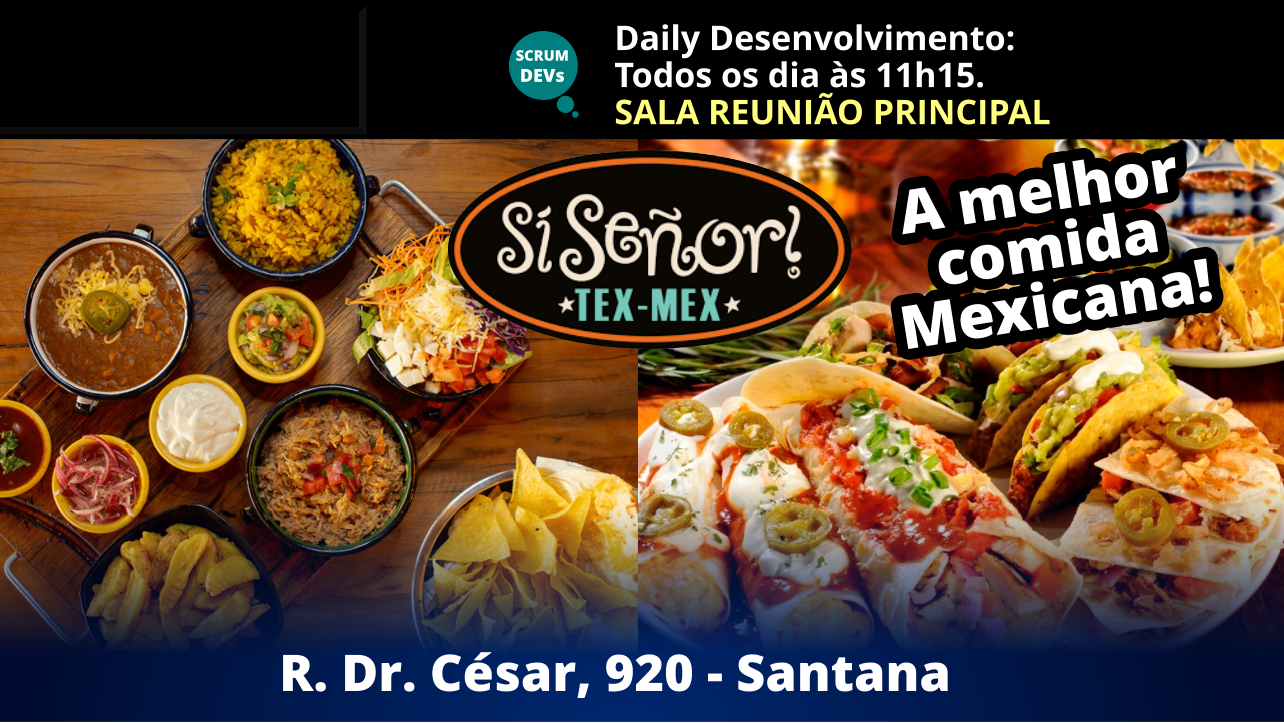 SCRUM
DEVs
Daily Desenvolvimento:
Todos os dia às 11h15.
SALA REUNIÃO PRINCIPAL
Sí Señor!
TEX-MEX
A melhor
comida
Mexicana!
R. Dr. César, 920 - Santana